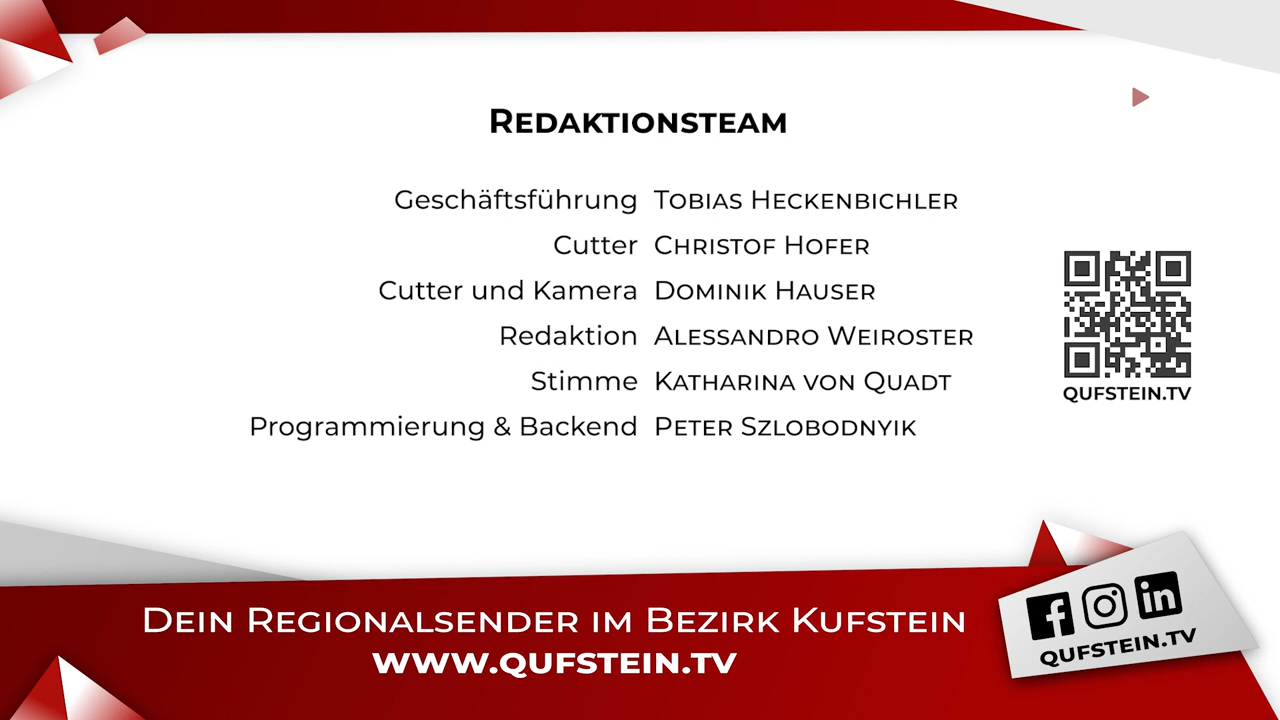 Redaktionsteam
Geschäftsführung Tobias Heckenbichler
Cutter Christof Hofer
Cutter und Kamera Dominik Hauser
Redaktion Alessandro Weiroster
Stimme Katharina von Quadt
Programmierung & Backend Peter Szlobodnyik
QUFSTEIN.TV
Dein Regionalsender im Bezirk Kufstein
www.qufstein.tv
QUFSTEIN.TV